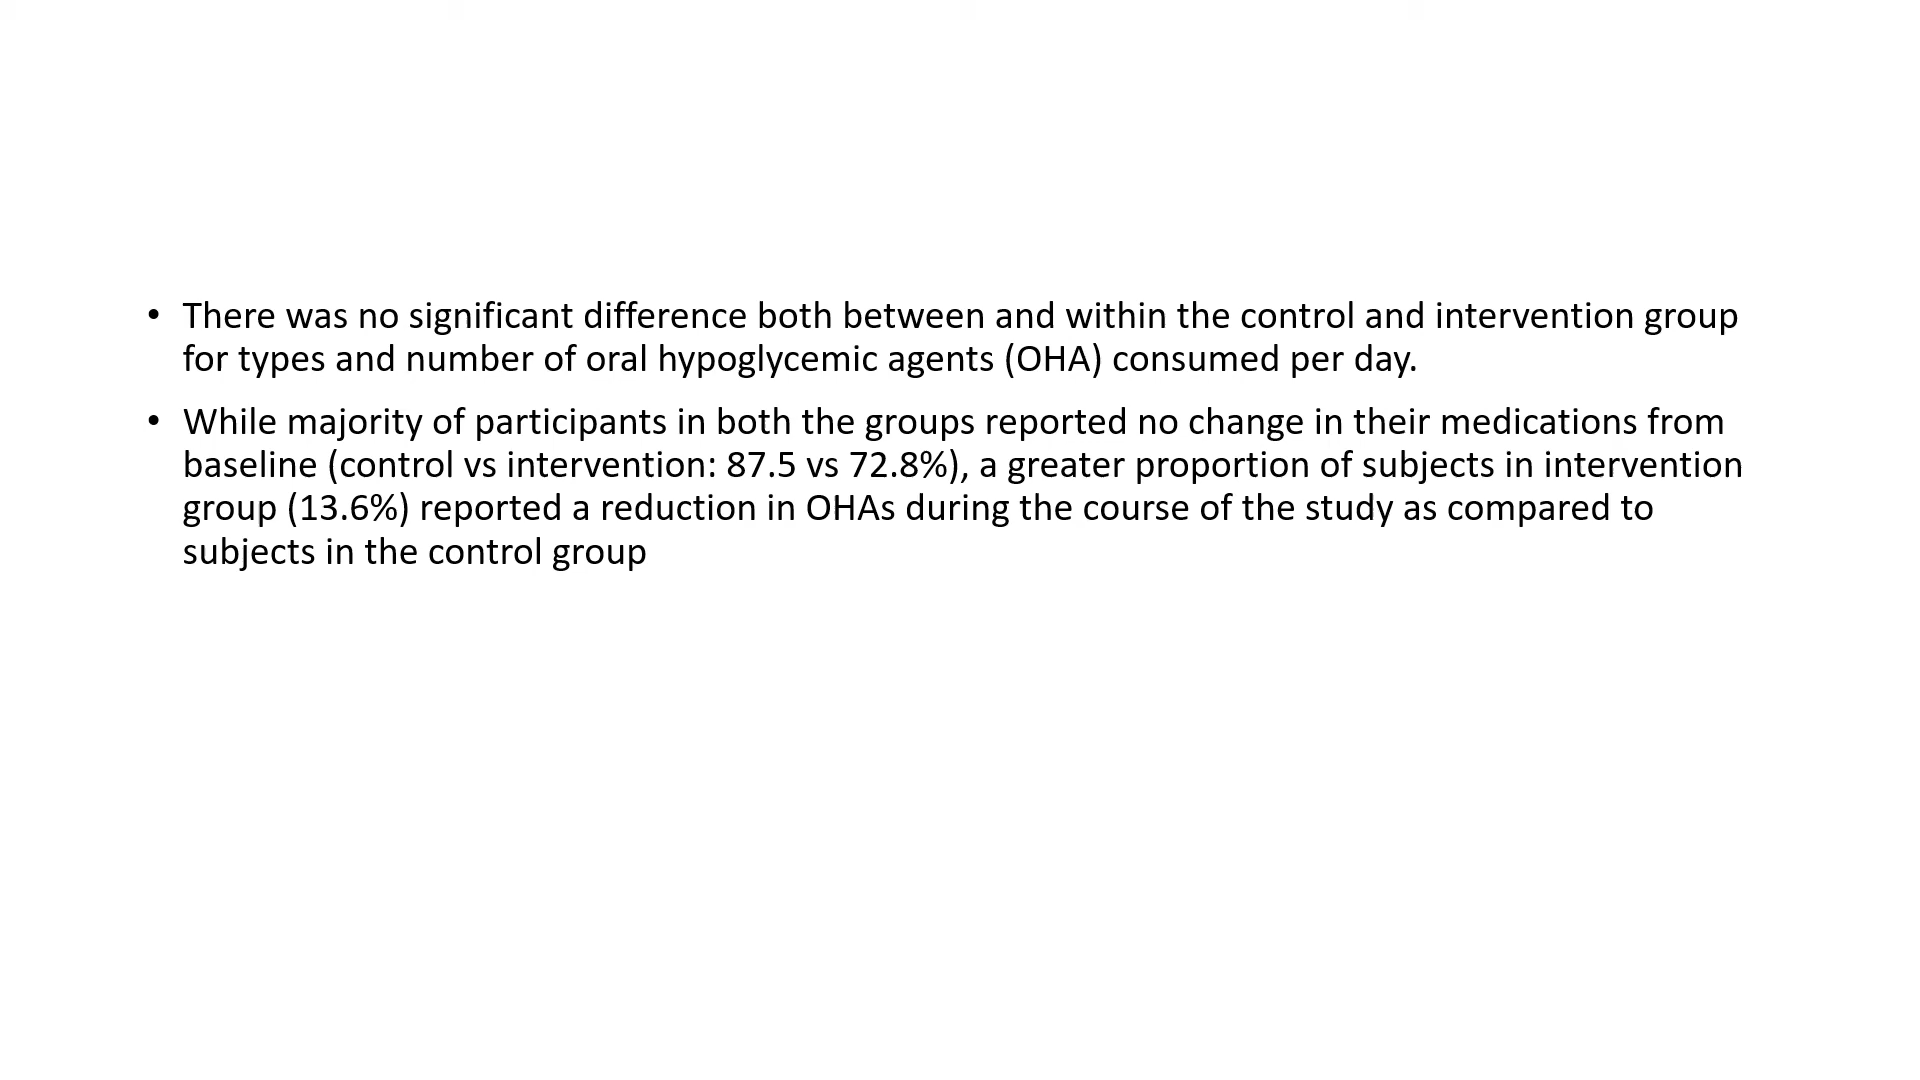 • There was no significant difference both between and within the control and intervention group
for types and number of oral hypoglycemic agents (OHA) consumed per day.
• While majority of participants in both the groups reported no change in their medications from
baseline (control vs intervention: 87.5 vs 72.8%), a greater proportion of subjects in intervention
group (13.6%) reported a reduction in OHAs during the course of the study as compared to
subjects in the control group